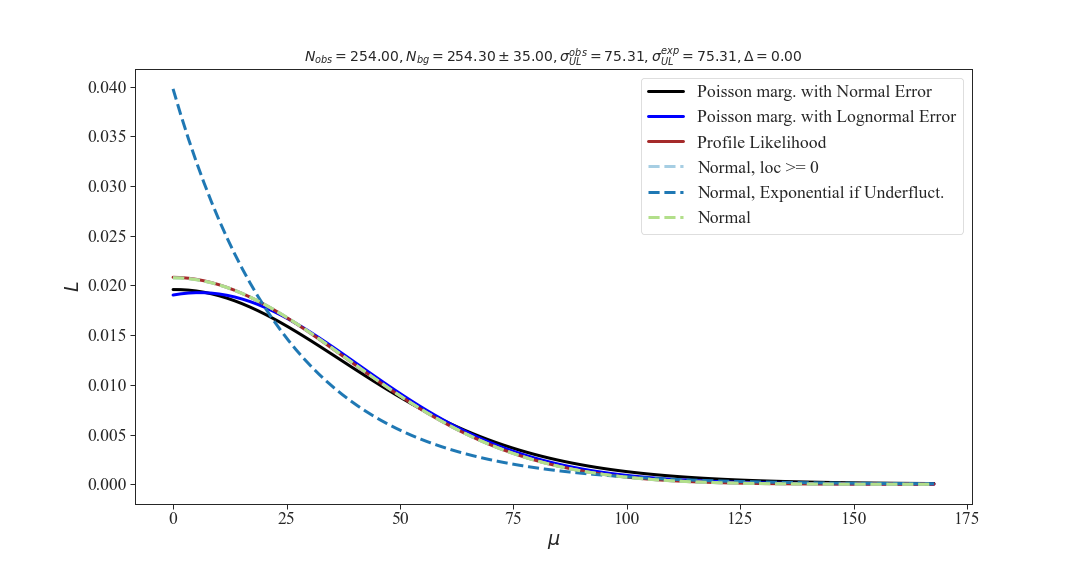 N_obs = 254.00, N_bg = 254.30 ± 35.00, σ_UL^obs = 75.31, σ_UL^exp = 75.31, Δ = 0.00
Poisson marg. with Normal Error
Poisson marg. with Lognormal Error
Profile Likelihood
Normal, loc >= 0
Normal, Exponential if Underfluct.
Normal
L
0.040
0.035
0.030
0.025
0.020
0.015
0.010
0.005
0.000
0 25 50 75 100 125 150 175
μ